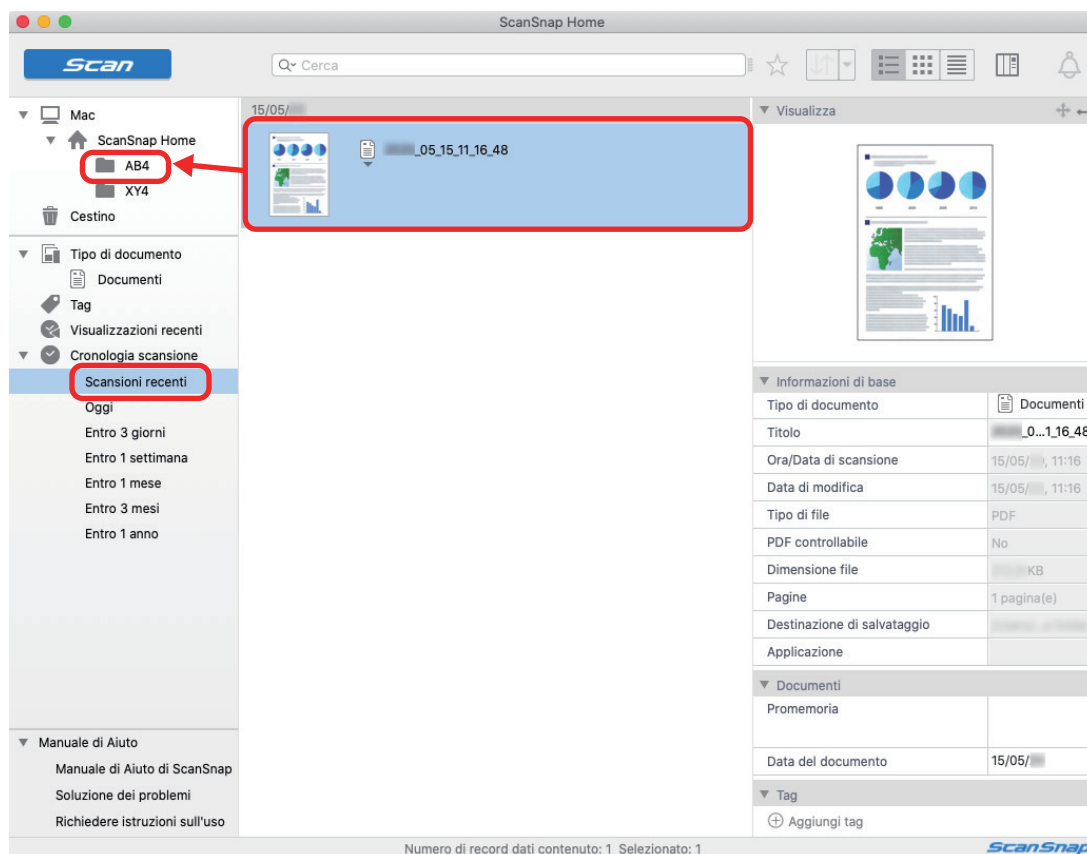 ScanSnap Home
Scan
Cerca
Mac
ScanSnap Home
AB4
XY4
Cestino
Tipo di documento
Documenti
Tag
Visualizzazioni recenti
Cronologia scansione
Scansioni recenti
Oggi
Entro 3 giorni
Entro 1 settimana
Entro 1 mese
Entro 3 mesi
Entro 1 anno
Manuale di Aiuto
Manuale di Aiuto di ScanSnap
Soluzione dei problemi
Richiedere istruzioni sull'uso
15/05/
_05_15_11_16_48
Visualizza
Informazioni di base
Tipo di documento Documenti
Titolo _0...1_16_48
Ora/Data di scansione 15/05/ , 11:16
Data di modifica 15/05/ , 11:16
Tipo di file PDF
PDF controllabile No
Dimensione file KB
Pagine 1 pagina(e)
Destinazione di salvataggio
Applicazione
Documenti
Promemoria
Data del documento 15/05/
Tag
Aggiungi tag
Numero di record dati contenuto: 1 Selezionato: 1
ScanSnap